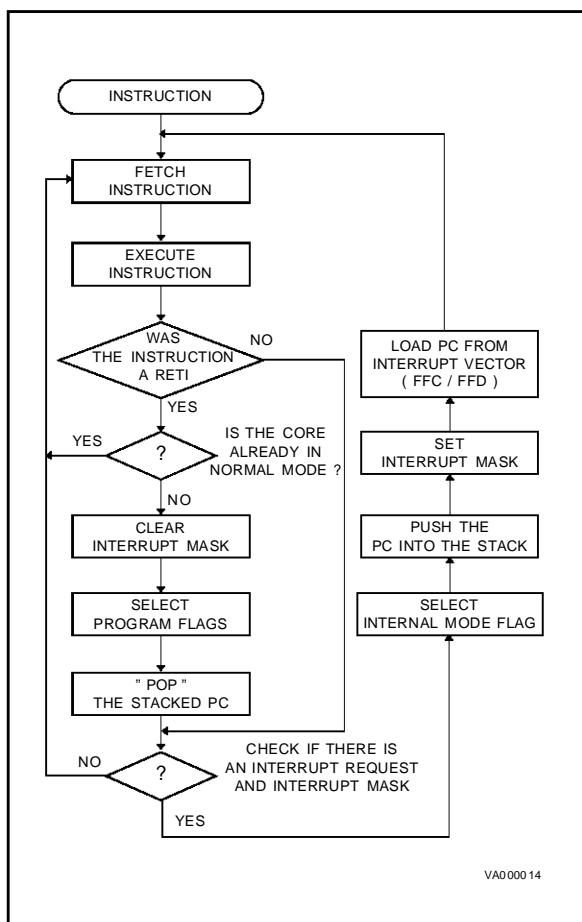 INSTRUCTION
FETCH
INSTRUCTION
EXECUTE
INSTRUCTION
WAS
THE INSTRUCTION
A RETI
NO
YES
?
YES
IS THE CORE
ALREADY IN
NORMAL MODE ?
NO
CLEAR
INTERRUPT MASK
SELECT
PROGRAM FLAGS
" POP "
THE STACKED PC
?
NO
CHECK IF THERE IS
AN INTERRUPT REQUEST
AND INTERRUPT MASK
YES
SELECT
INTERNAL MODE FLAG
PUSH THE
PC INTO THE STACK
SET
INTERRUPT MASK
LOAD PC FROM
INTERRUPT VECTOR
( FFC / FFD )
VA000014